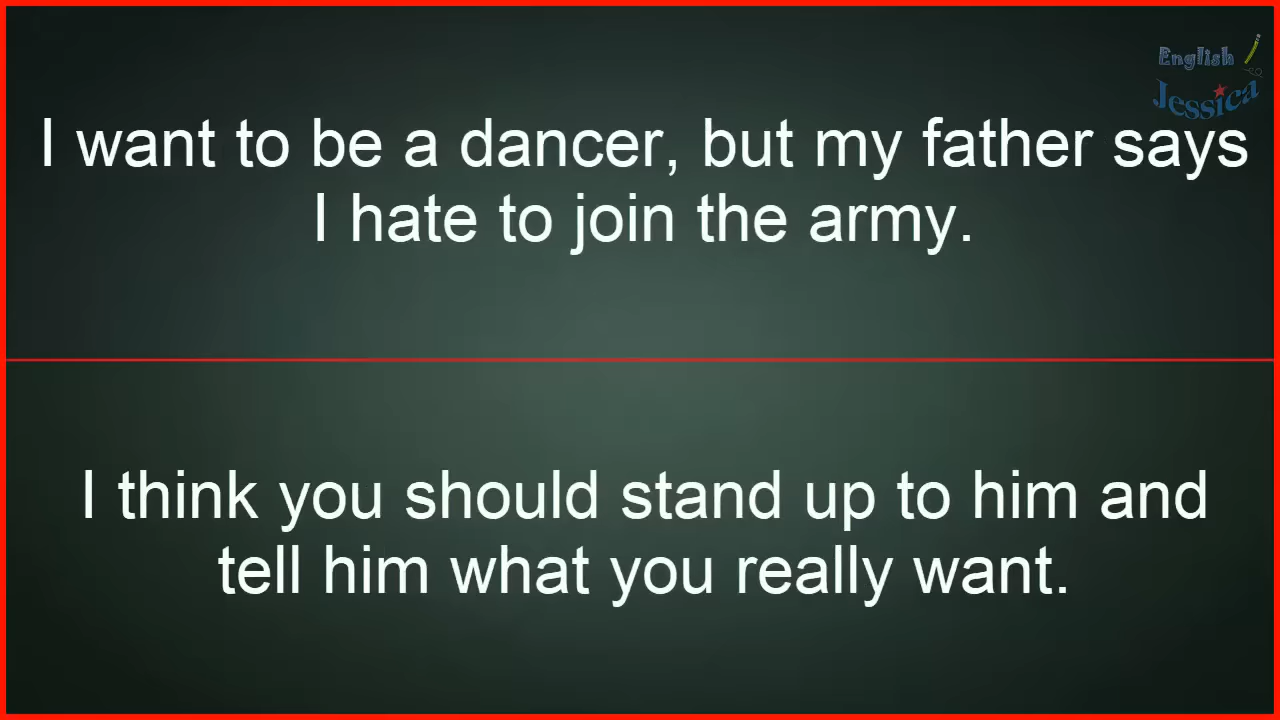 English
Jessica
I want to be a dancer, but my father says
I hate to join the army.
I think you should stand up to him and
tell him what you really want.